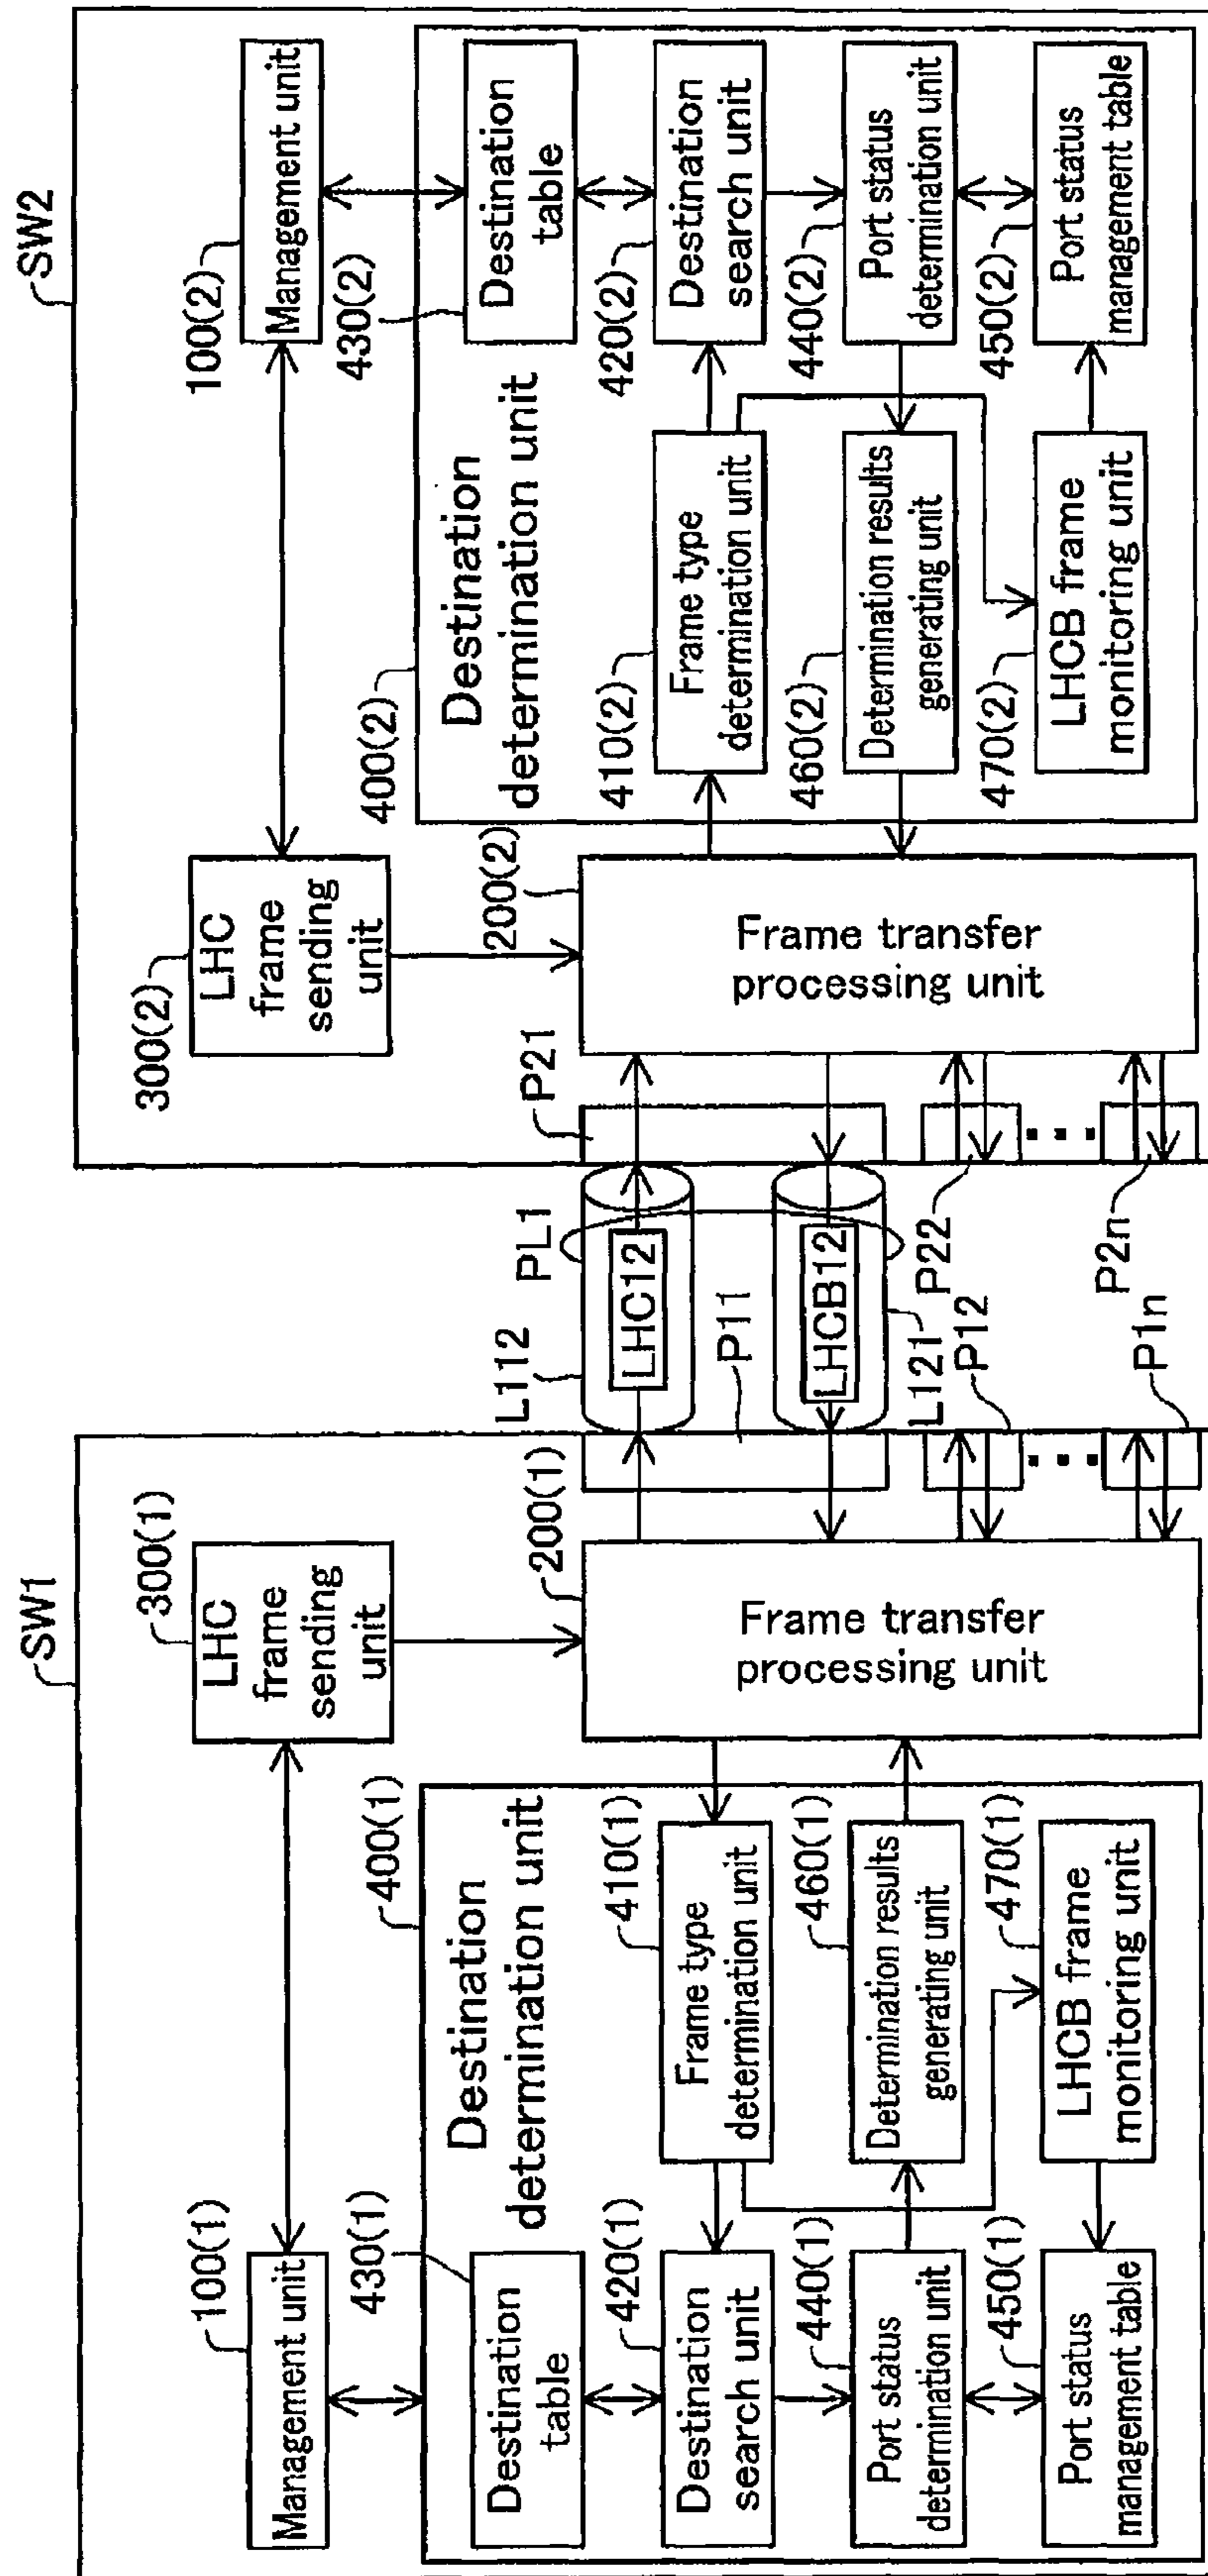 SW1
100(1)
Management unit
300(1)
LHC
frame
sending
unit
400(1)
Destination
determination unit
430(1)
Destination
table
420(1)
Destination
search unit
410(1)
Frame type
determination unit
440(1)
Port status
determination unit
460(1)
Determination results
generating unit
450(1)
Port status
management table
470(1)
LHCB frame
monitoring unit
200(1)
Frame transfer
processing unit
L112
PL1
LHC12
P11
LHCB12
L121
P12
P1n
P21
P22
P2n
SW2
300(2)
LHC
frame
sending
unit
100(2)
Management unit
200(2)
Frame transfer
processing unit
400(2)
Destination
determination unit
430(2)
Destination
table
410(2)
Frame type
determination unit
420(2)
Destination
search unit
460(2)
Determination results
generating unit
440(2)
Port status
determination unit
470(2)
LHCB frame
monitoring unit
450(2)
Port status
management table